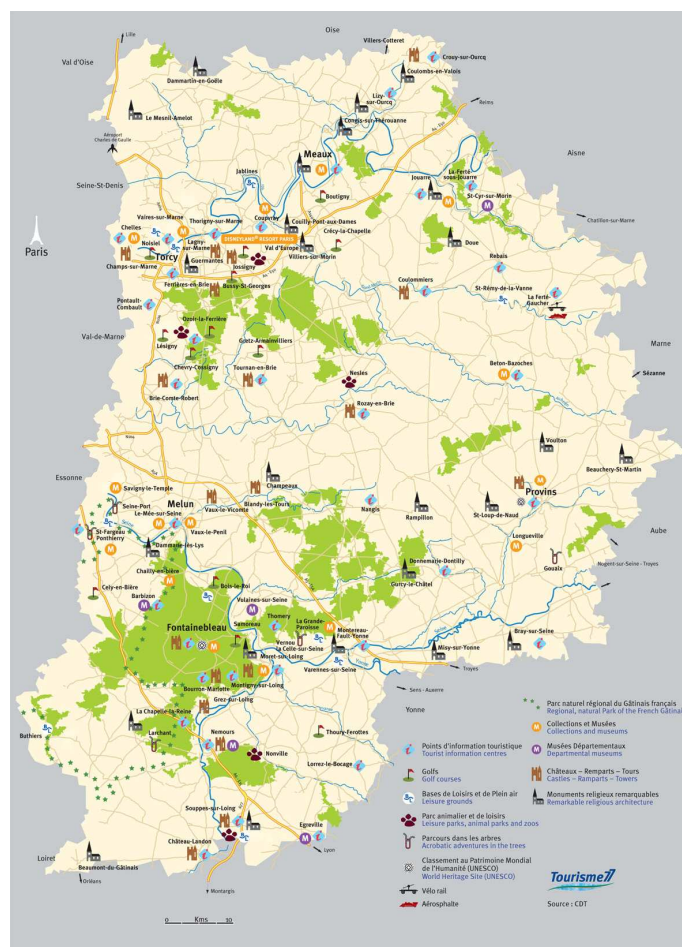 Oise
Lille
Villers-Cotteret
Val d'Oise
Crouy-sur-Ourcq
Dammartin-en-Goële
Coulombs-en-Valois
Lizy-
sur-Ourcq
Reims
Le Mesnil-Amelot
Congis-sur-Thérouanne
Aéroport
Charles de Gaulle
Meaux
Aisne
Seine-St-Denis
Jablines
Jouarre
La Ferté-
sous-Jouarre
Boutigny
St-Cyr-sur-Morin
Chatillon-sur-Marne
Vaires-sur-Marne
Thorigny-sur-Marne
Coupvray
Couilly-Pont-aux-Dames
Chelles
Noisiel
Lagny-
sur-Marne
DISNEYLAND® RESORT PARIS
Crécy-la-Chapelle
Doue
Paris
Torcy
Val d'Europe
Villiers-sur-Morin
Champs-sur-Marne
Guermantes
Jossigny
Rebais
Ferrières-en-Brie
Bussy-St-Georges
Coulommiers
St-Rémy-de-la-Vanne
La Ferté-
Gaucher
Pontault-
Combault
Ozoir-la-Ferrière
Val-de-Marne
Lésigny
Gretz-Armainvilliers
Marne
Chevry-Cossigny
Tournan-en-Brie
Nesles
Beton-Bazoches
Sézanne
Brie-Comte-Robert
Rozay-en-Brie
Voulton
Beauchery-St-Martin
Essonne
Champeaux
Savigny-le-Temple
Provins
Seine-Port
Melun
Vaux-le-Vicomte
Blandy-les-Tours
Nangis
Rampillon
St-Loup-de-Naud
Le-Mée-sur-Seine
Vaux-le-Penil
Aube
St-Fargeau
Ponthierry
Longueville
Dammarie-les-Lys
Gouaix
Nogent-sur-Seine - Troyes
Chailly-en-bière
Donnemarie-Dontilly
Gurcy-le-Châtel
Cely-en-Bière
Bois-le-Roi
Barbizon
Vulaines-sur-Seine
Fontainebleau
Samoreau
Thomery
La Grande-
Paroisse
Montereau-
Fault-Yonne
Bray-sur-Seine
Vernou
la Celle-sur-Seine
Misy-sur-Yonne
Moret-sur-Loing
Troyes
Varennes-sur-Seine
Bourron-Marlotte
Montigny-sur-Loing
Sens - Auxerre
Grez-sur-Loing
Yonne
La Chapelle-la-Reine
Buthiers
Larchant
Nemours
Thoury-Ferottes
Nonville
Lorrez-le-Bocage
Souppes-sur-Loing
Egreville
Château-Landon
Lyon
Loiret
Beaumont-du-Gâtinais
Orléans
Montargis
0 Kms 10
Parc naturel régional du Gâtinais français
Regional, natural Park of the French Gâtinai
M Collections et Musées
Collections and museums
i Points d'information touristique
Tourist information centres
M Musées Départementaux
Departmental museums
Golfs
Golf courses
Châteaux – Remparts – Tours
Castles – Ramparts – Towers
Bases de Loisirs et de Plein air
Leisure grounds
Monuments religieux remarquables
Remarkable religious architecture
Parc animalier et de loisirs
Leisure parks, animal parks and zoos
Parcours dans les arbres
Acrobatic adventures in the trees
Classement au Patrimoine Mondial
de l'Humanité (UNESCO)
World Heritage Site (UNESCO)
Vélo rail
Aérosphalte
Tourisme77
Source : CDT